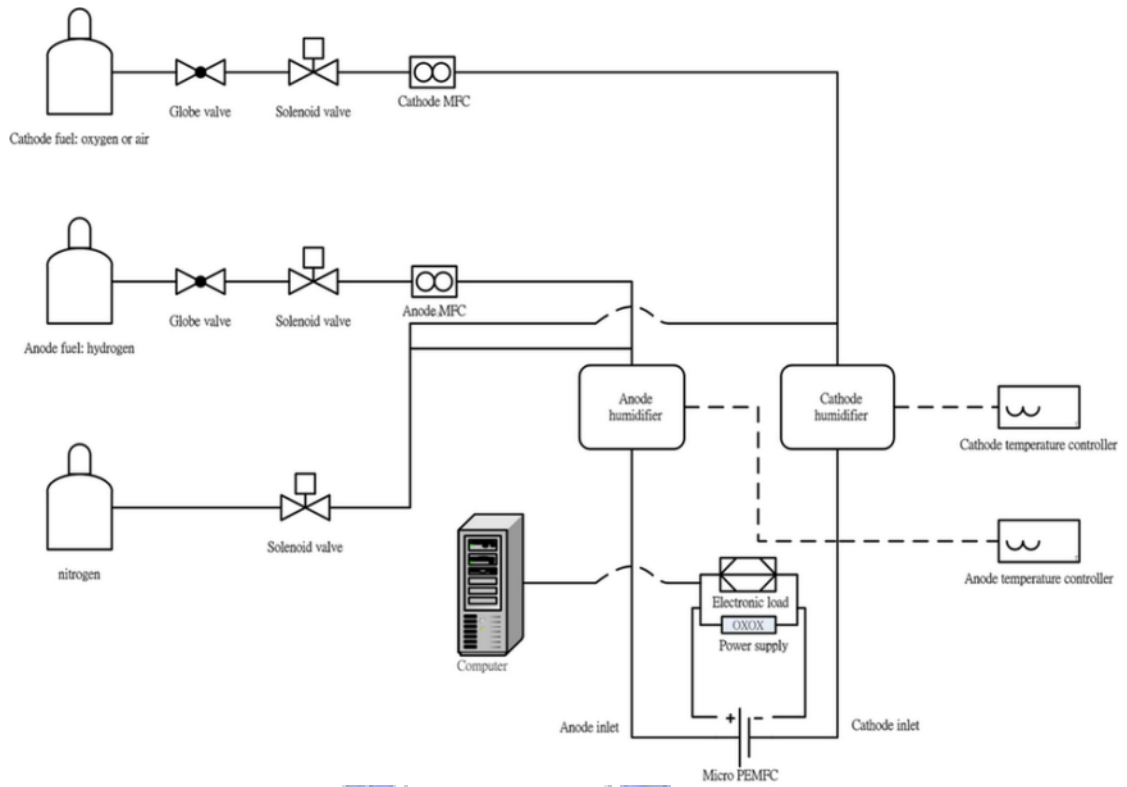 Cathode MFC
Globe valve
Solenoid valve
Cathode fuel: oxygen or air
Anode MFC
Globe valve
Solenoid valve
Anode fuel: hydrogen
Anode
humidifier
Cathode
humidifier
Cathode temperature controller
Solenoid valve
nitrogen
Anode temperature controller
Electronic load
OXOX
Power supply
Computer
+ -
Anode inlet
Cathode inlet
Micro PEMFC